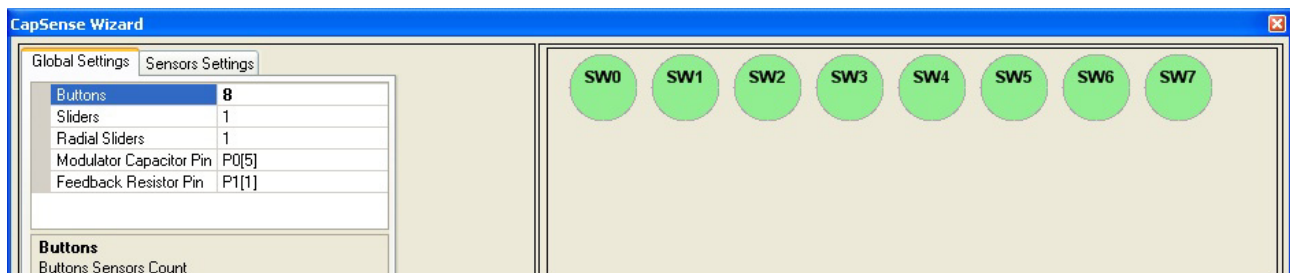 CapSense Wizard
Global Settings Sensors Settings
Buttons 8
Sliders 1
Radial Sliders 1
Modulator Capacitor Pin P0[5]
Feedback Resistor Pin P1[1]
Buttons
Buttons Sensors Count
SW0 SW1 SW2 SW3 SW4 SW5 SW6 SW7